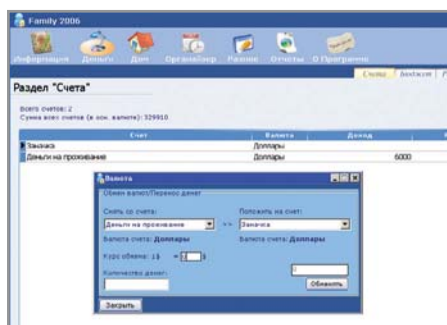 Family 2006
Информация Деньги Дом Органайзер Разное Отчеты О Программе
Счета Бюджет
Раздел "Счета"
Всего счетов: 2
Сумма всех счетов (в осн. валюте): 329910
Счет Валюта Доход
Заначка Доллары
Деньги на проживание Доллары 6000
Валюта
Обмен валют/Перенос денег
Снять со счета: Положить на счет:
Деньги на проживание >> Заначка
Валюта счета: Доллары Валюта счета: Доллары
Курс обмена: 1$ = $
Количество денег:
Обменять
Закрыть